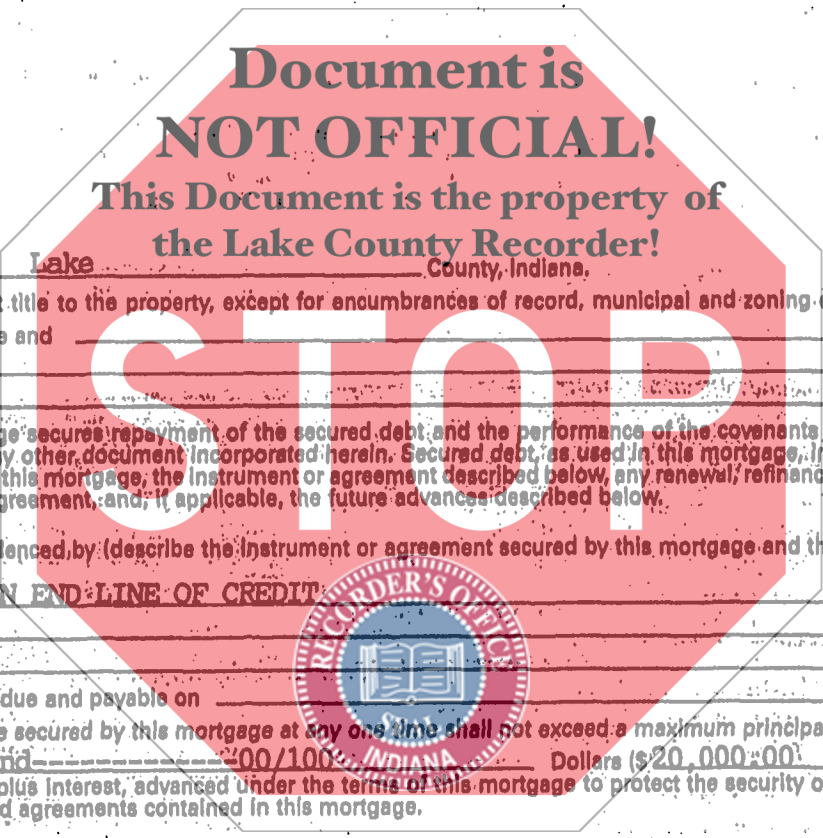 Document is
NOT OFFICIAL!
This Document is the property of
the Lake County Recorder!
Lake County, Indiana.
title to the property, except for encumbrances of record, municipal and zoning
and
STOP
secures repayment of the secured debt and the performance of the covenants
other document incorporated herein. Secured debt, as used in this mortgage,
this mortgage, the instrument or agreement described below, any renewal,
agreement, and, if applicable, the future advances described below.
by (describe the instrument or agreement secured by this mortgage and
END LINE OF CREDIT
RECORDER'S OFFICE
due and payable on
secured by this mortgage at any one time shall not exceed a maximum
SEAL
00/100 Dollars ($20,000.00
INDIANA
plus interest, advanced under the terms of this mortgage to protect the security
agreements contained in this mortgage.